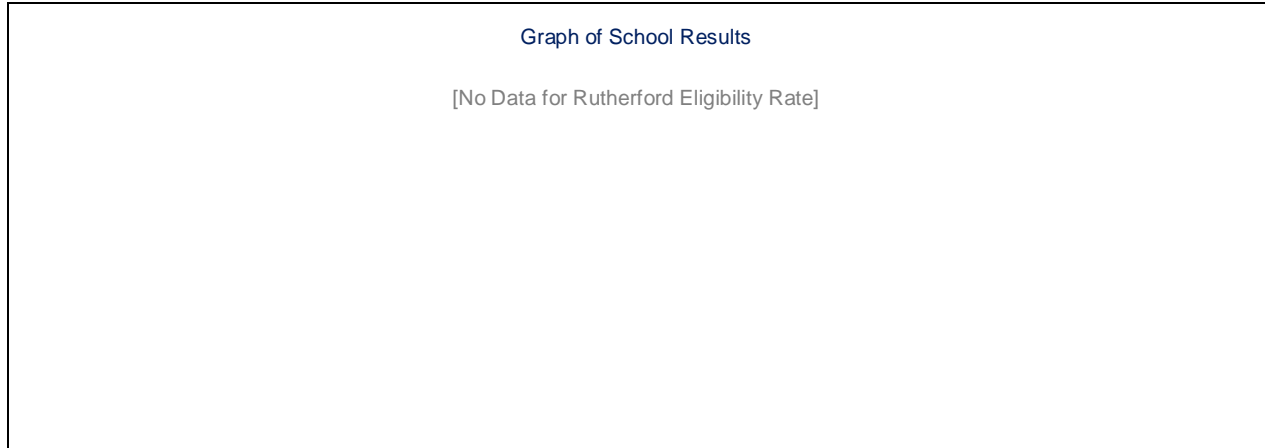 Graph of School Results
[No Data for Rutherford Eligibility Rate]